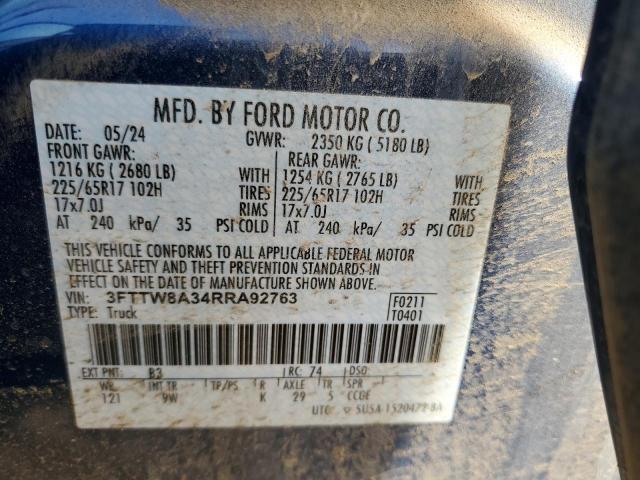 MFD. BY FORD MOTOR CO.
DATE: 05/24 GVWR: 2350 KG ( 5180 LB)
FRONT GAWR: REAR GAWR:
1216 KG ( 2680 LB) WITH 1254 KG ( 2765 LB) WITH
225/65R17 102H TIRES 225/65R17 102H TIRES
17x7.0J RIMS 17x7.0J RIMS
AT 240 kPa/ 35 PSI COLD AT 240 kPa/ 35 PSI COLD
THIS VEHICLE CONFORMS TO ALL APPLICABLE FEDERAL MOTOR
VEHICLE SAFETY AND THEFT PREVENTION STANDARDS IN
EFFECT ON THE DATE OF MANUFACTURE SHOWN ABOVE.
VIN: 3FTTW8A34RRA92763 F0211
TYPE: Truck T0401
EXT PNT: B3 RC: 74 DSO:
WB INT TR TP/PS R AXLE TR SPR
121 9W K 29 5 CCGE
UTC ▽ 5U5A-1520472-BA